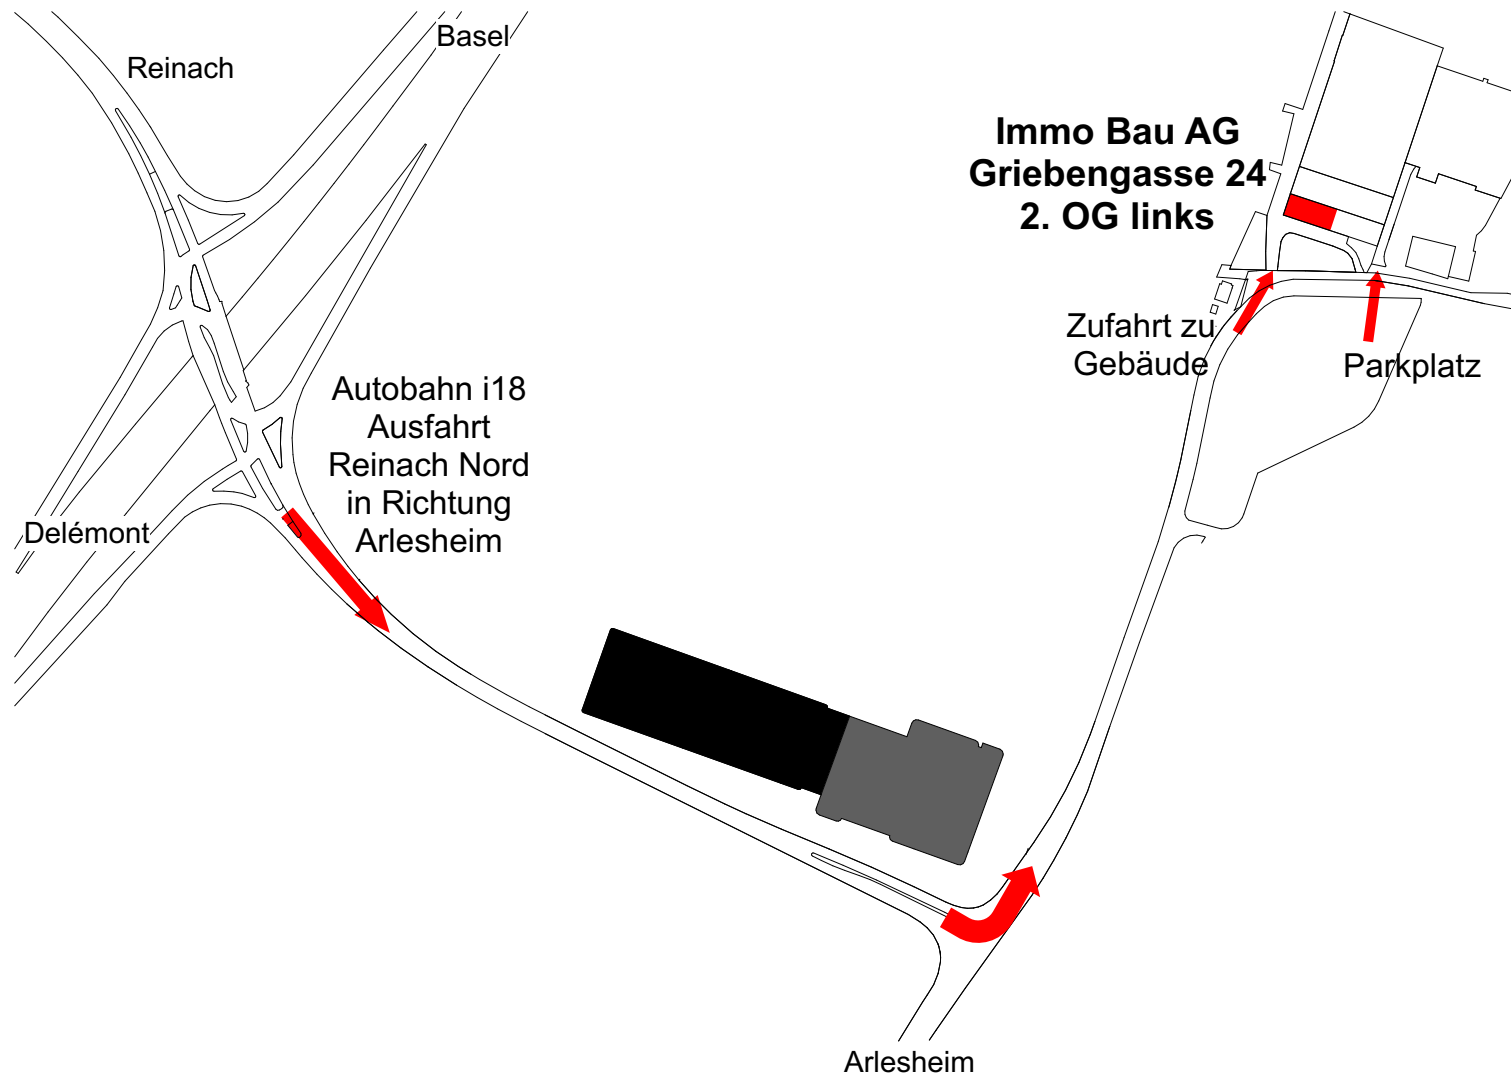 Basel
Reinach
Immo Bau AG
Griebengasse 24
2. OG links
Zufahrt zu
Gebäude
Parkplatz
Autobahn i18
Ausfahrt
Reinach Nord
in Richtung
Arlesheim
Delémont
Arlesheim